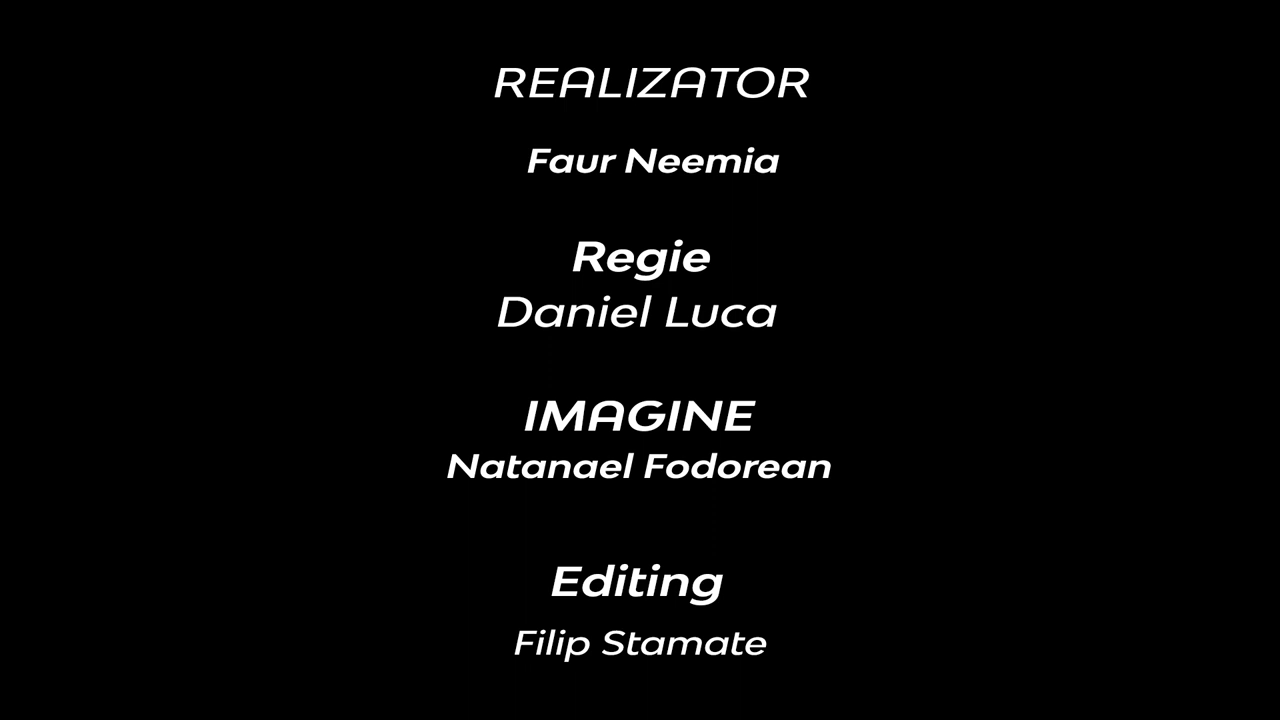 REALIZATOR
Faur Neemia
Regie
Daniel Luca
IMAGINE
Natanael Fodorean
Editing
Filip Stamate